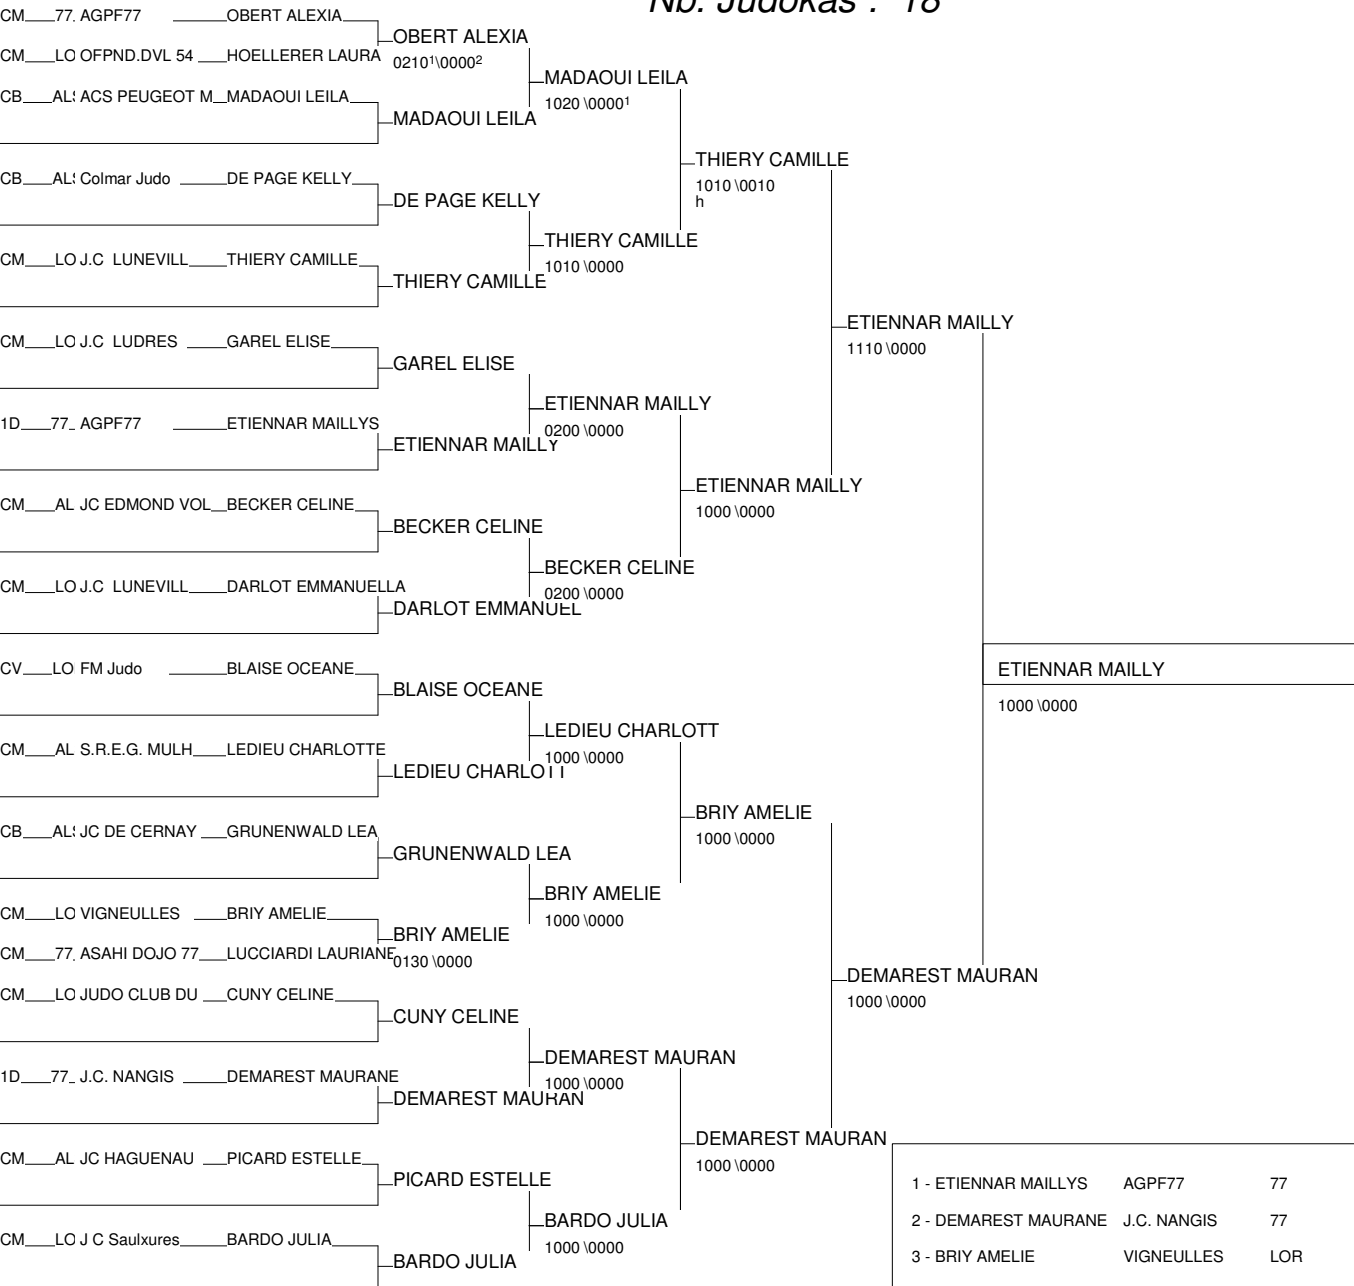 Nb. Judokas : 18
CM 77 AGPF77 OBERT ALEXIA
OBERT ALEXIA
CM LO OFPND.DVL 54 HOELLERER LAURA
0210¹\0000²
MADAOUI LEILA
CB ALS ACS PEUGEOT M MADAOUI LEILA
1020 \0000¹
MADAOUI LEILA
THIERY CAMILLE
CB ALS Colmar Judo DE PAGE KELLY
1010 \0010
h
DE PAGE KELLY
THIERY CAMILLE
CM LO J.C LUNEVILL THIERY CAMILLE
1010 \0000
THIERY CAMILLE
ETIENNAR MAILLY
CM LO J.C LUDRES GAREL ELISE
1110 \0000
GAREL ELISE
ETIENNAR MAILLY
1D 77 AGPF77 ETIENNAR MAILLYS
0200 \0000
ETIENNAR MAILLY
ETIENNAR MAILLY
CM AL JC EDMOND VOL BECKER CELINE
1000 \0000
BECKER CELINE
BECKER CELINE
CM LO J.C LUNEVILL DARLOT EMMANUELLA
0200 \0000
DARLOT EMMANUEL
CV LO FM Judo BLAISE OCEANE
ETIENNAR MAILLY
BLAISE OCEANE
1000 \0000
LEDIEU CHARLOTT
CM AL S.R.E.G. MULH LEDIEU CHARLOTTE
1000 \0000
LEDIEU CHARLOTT
BRIY AMELIE
CB ALS JC DE CERNAY GRUNENWALD LEA
1000 \0000
GRUNENWALD LEA
BRIY AMELIE
CM LO VIGNEULLES BRIY AMELIE
1000 \0000
BRIY AMELIE
CM 77 ASAHI DOJO 77 LUCCIARDI LAURIANE
0130 \0000
DEMAREST MAURAN
CM LO JUDO CLUB DU CUNY CELINE
1000 \0000
CUNY CELINE
DEMAREST MAURAN
1D 77 J.C. NANGIS DEMAREST MAURANE
1000 \0000
DEMAREST MAURAN
DEMAREST MAURAN
CM AL JC HAGUENAU PICARD ESTELLE
1000 \0000
PICARD ESTELLE
1 - ETIENNAR MAILLYS AGPF77 77
BARDO JULIA
2 - DEMAREST MAURANE J.C. NANGIS 77
CM LO J C Saulxures BARDO JULIA
1000 \0000
3 - BRIY AMELIE VIGNEULLES LOR
BARDO JULIA